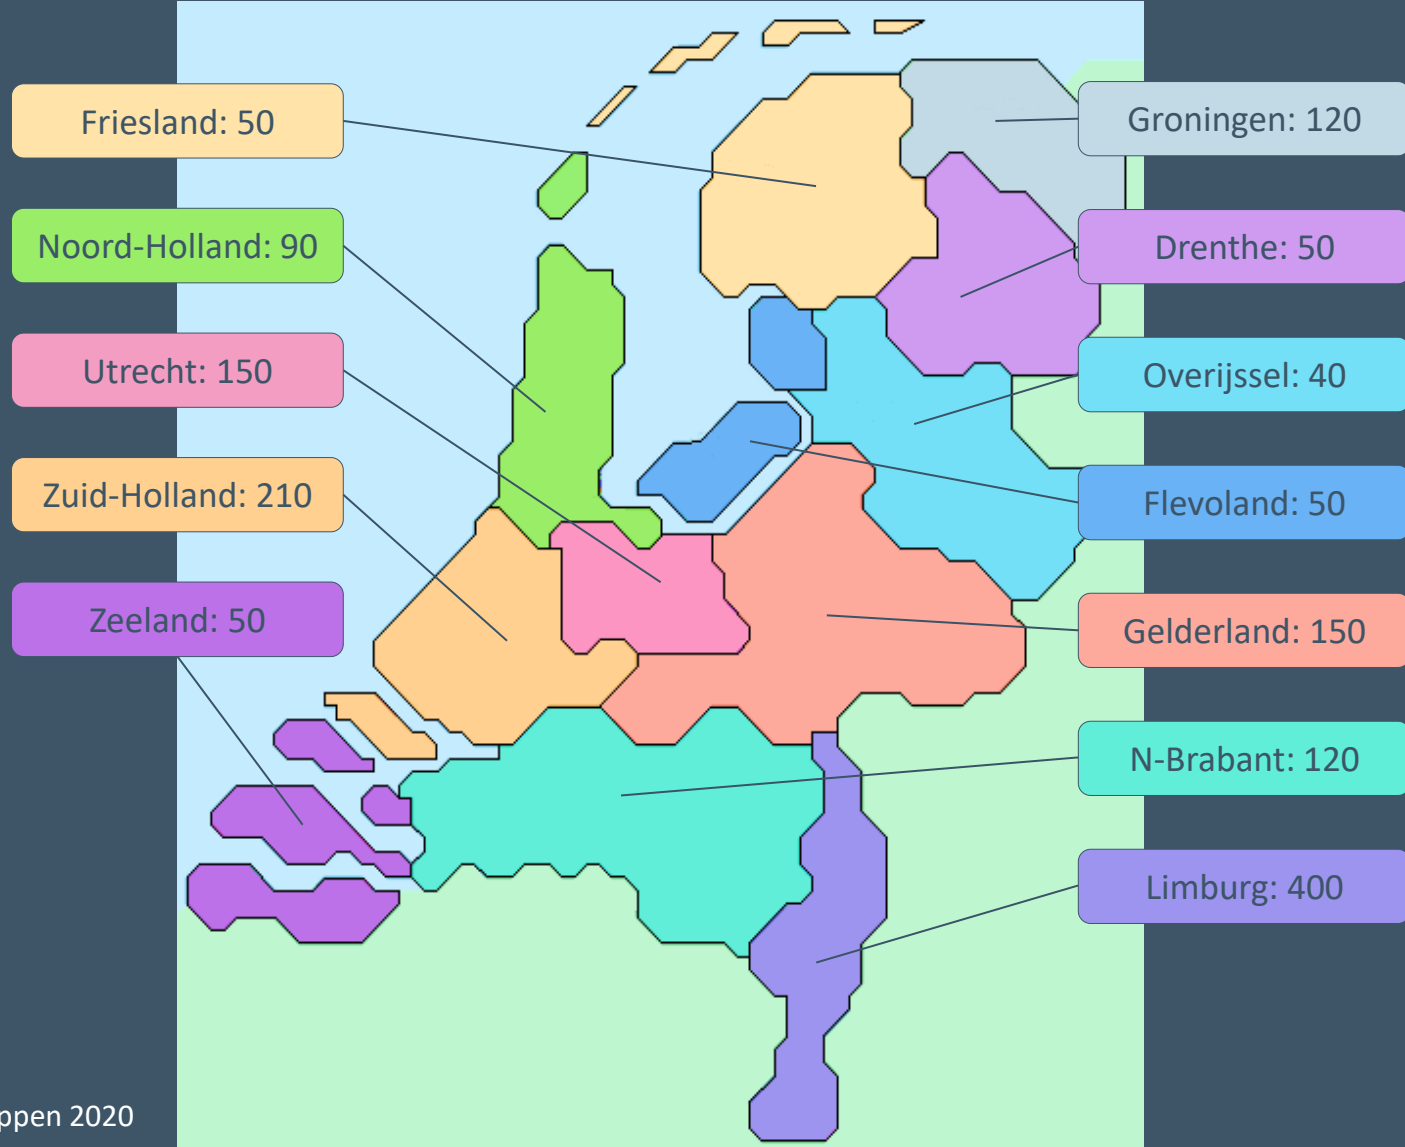 Friesland: 50
Noord-Holland: 90
Utrecht: 150
Zuid-Holland: 210
Zeeland: 50
Groningen: 120
Drenthe: 50
Overijssel: 40
Flevoland: 50
Gelderland: 150
N-Brabant: 120
Limburg: 400
2020